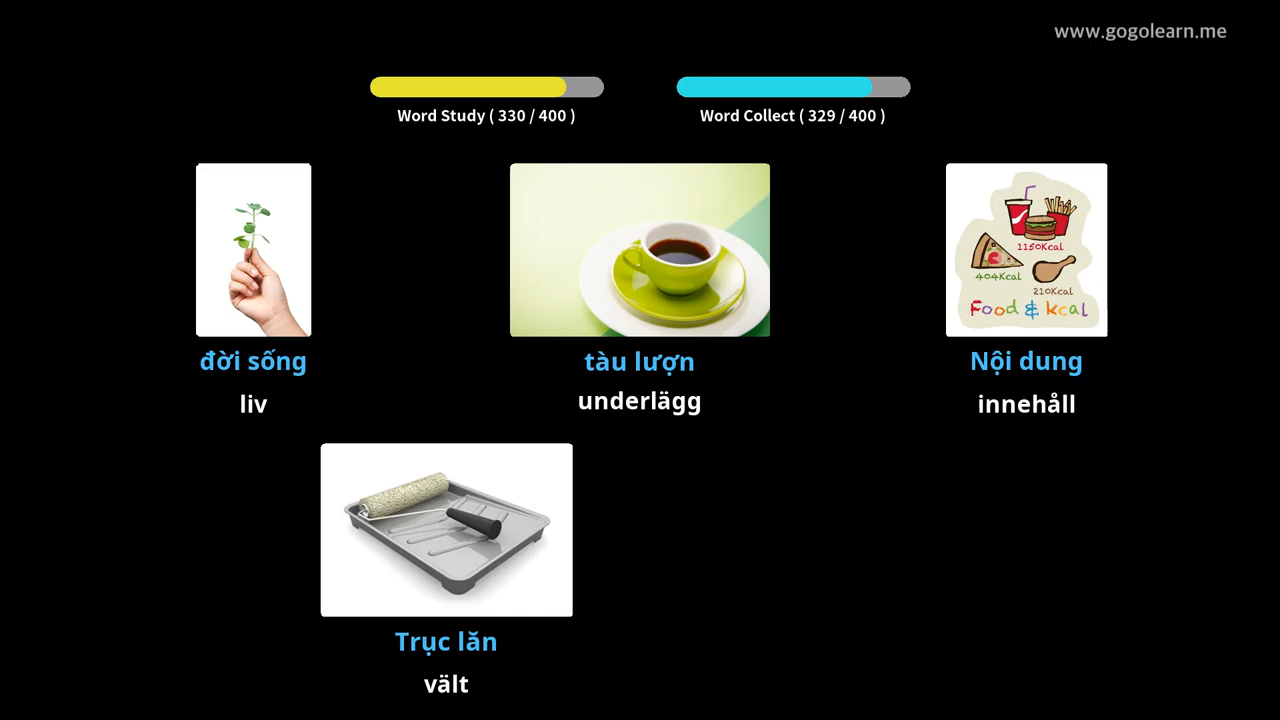 www.gogolearn.me
Word Study ( 330 / 400 )
Word Collect ( 329 / 400 )
1150Kcal
404Kcal
210Kcal
Food & kcal
đời sống
tàu lượn
Nội dung
liv
underlägg
innehåll
Trục lăn
vält